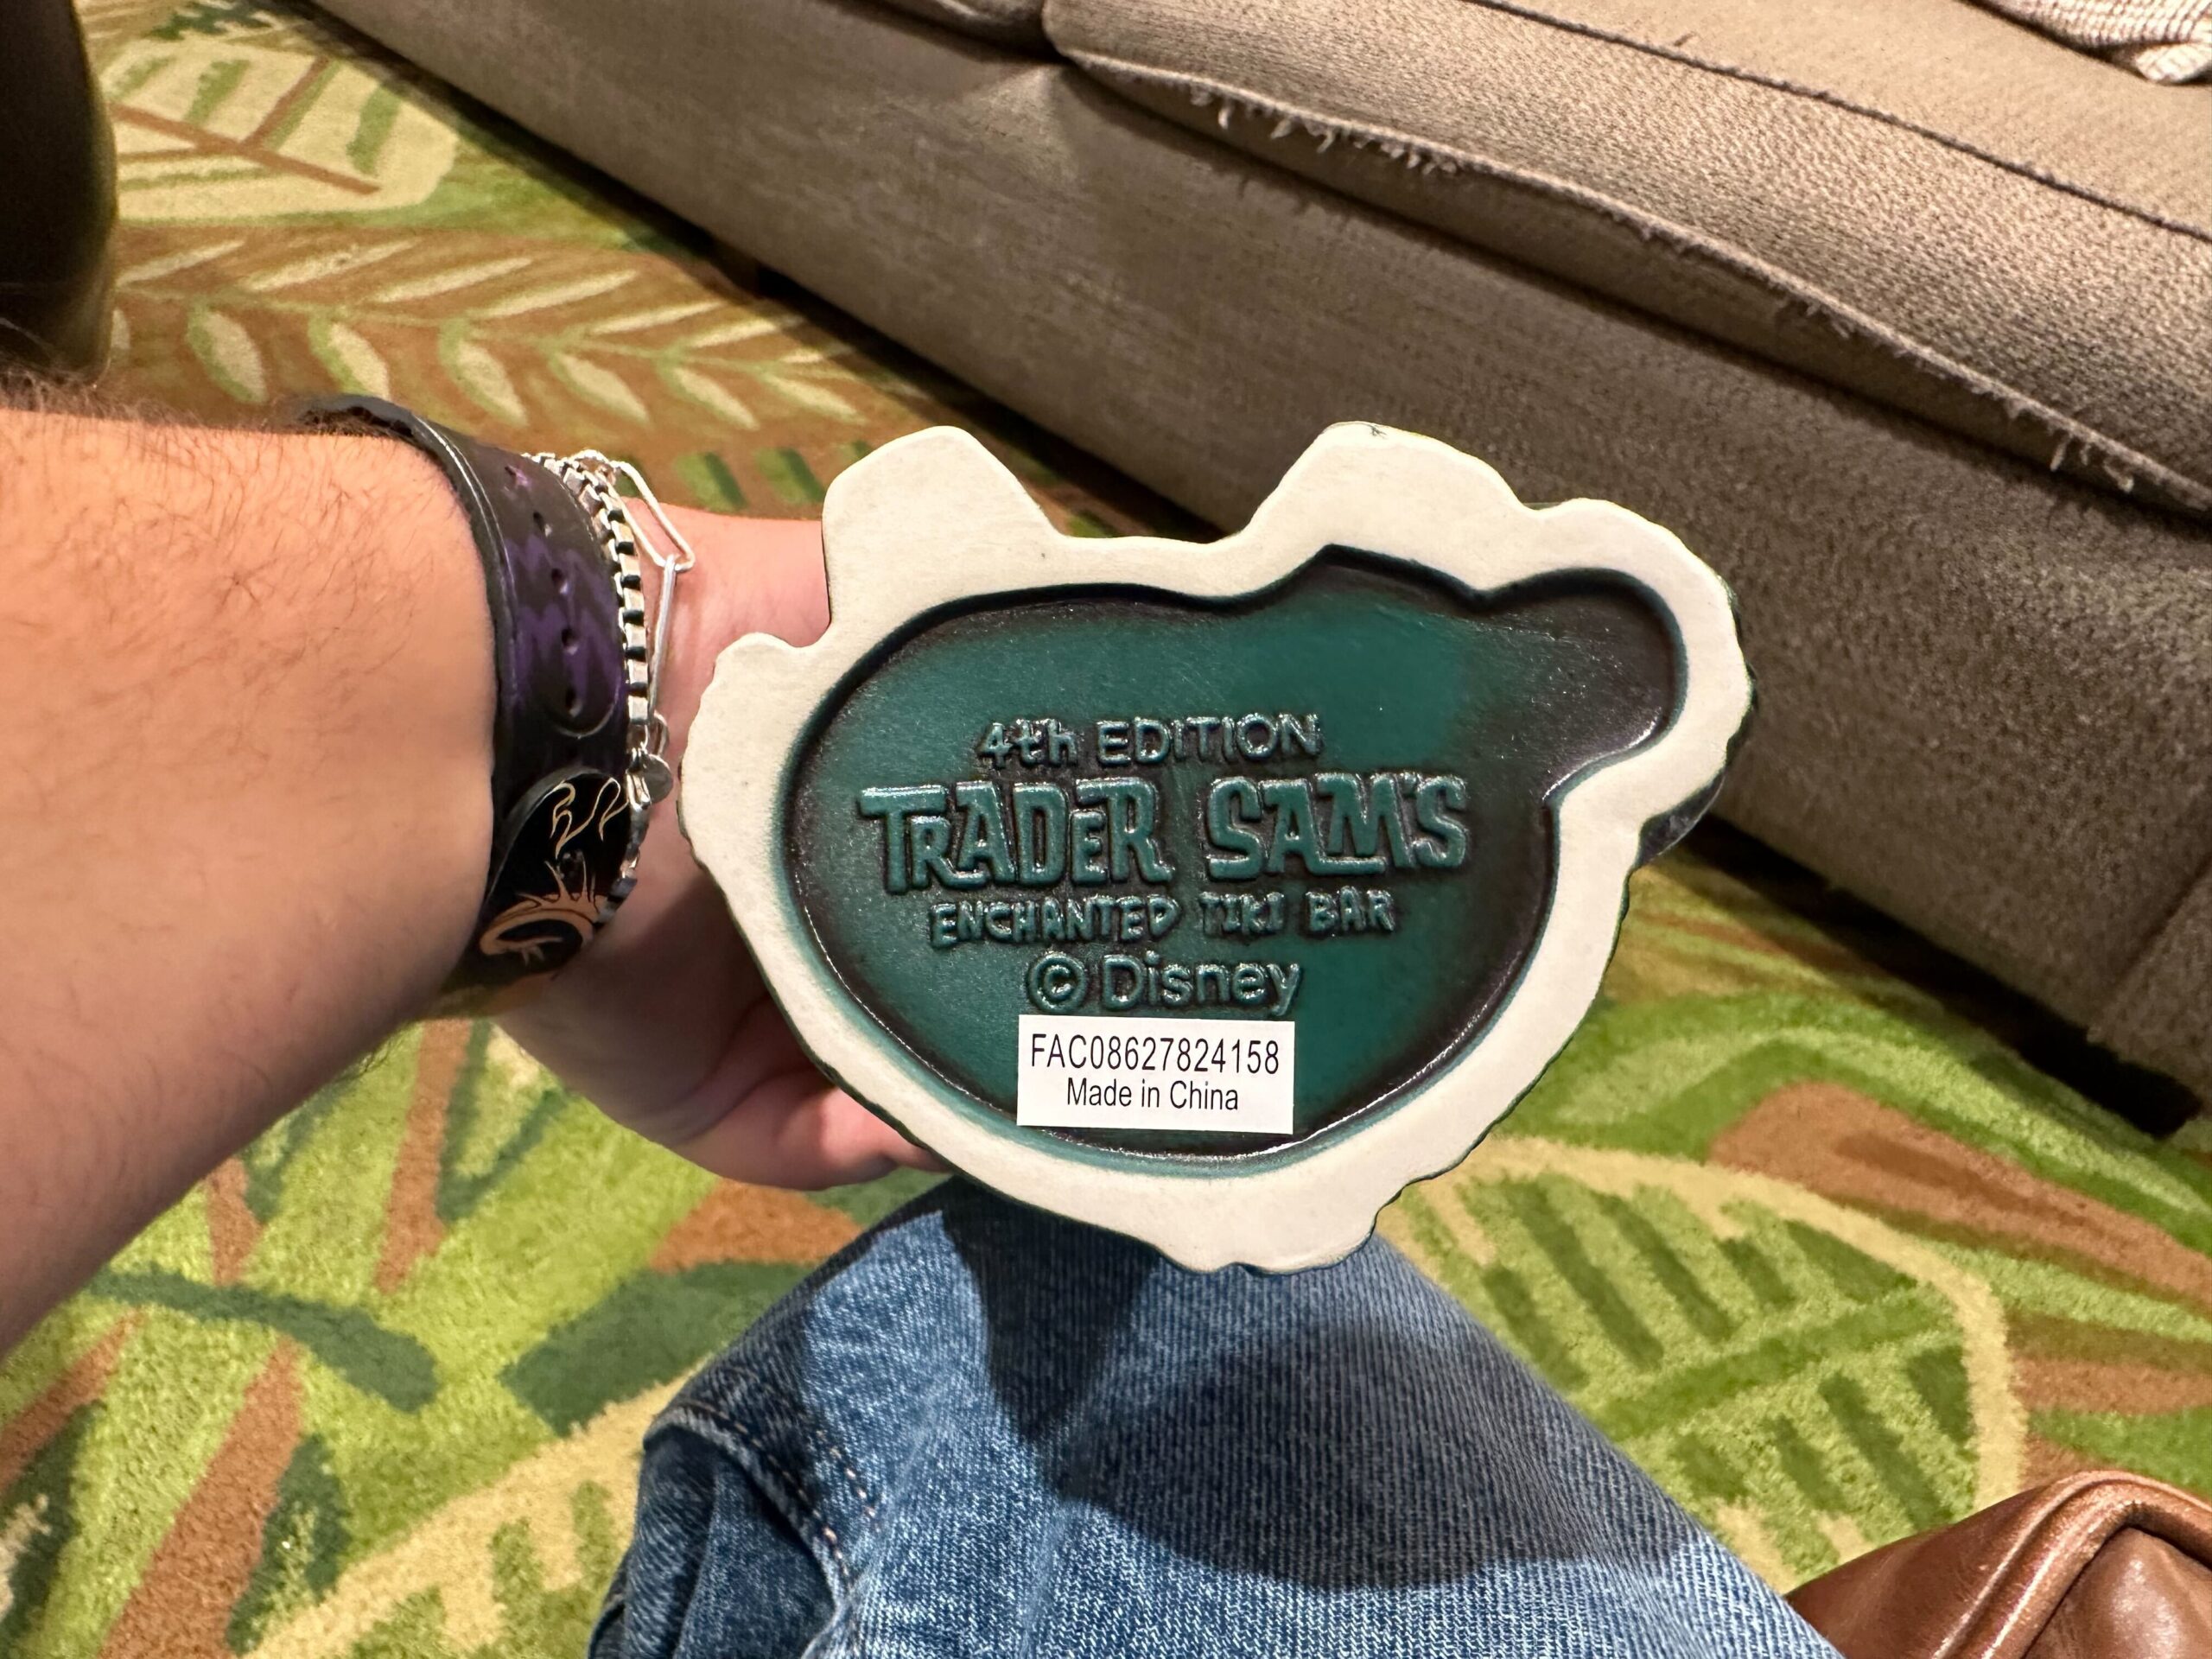 4th EDITION
TRADER SAM'S
ENCHANTED TIKI BAR
© Disney
FAC08627824158
Made in China